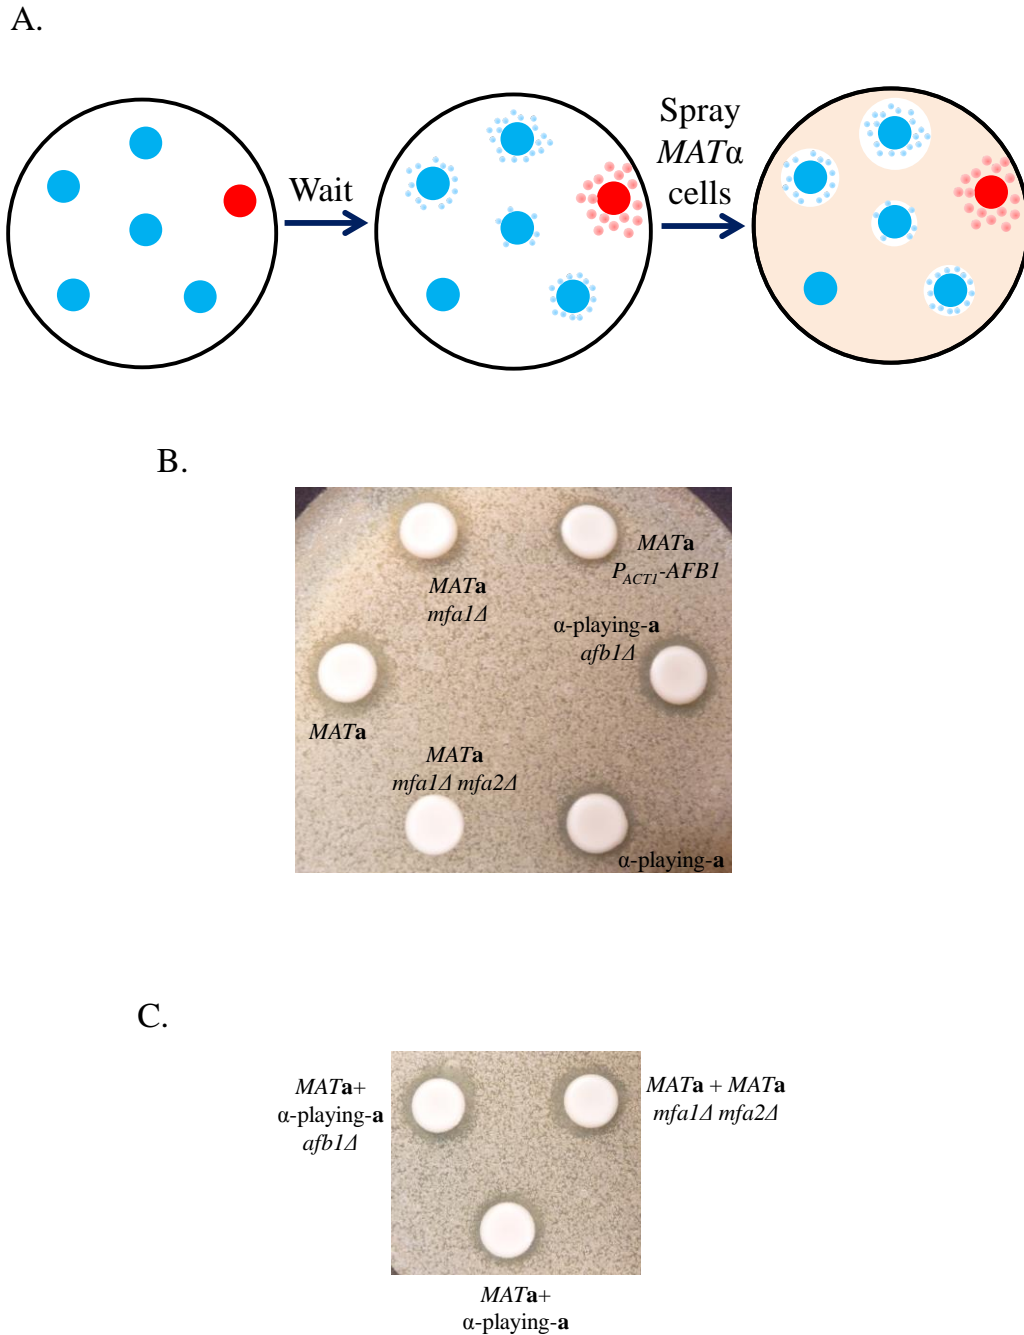 A.
Wait
Spray
MATα
cells
B.
MATa
mfa1Δ
MATa
P_ACT1-AFB1
α-playing-a
afb1Δ
MATa
MATa
mfa1Δ mfa2Δ
α-playing-a
C.
MATa+
α-playing-a
afb1Δ
MATa + MATa
mfa1Δ mfa2Δ
MATa+
α-playing-a